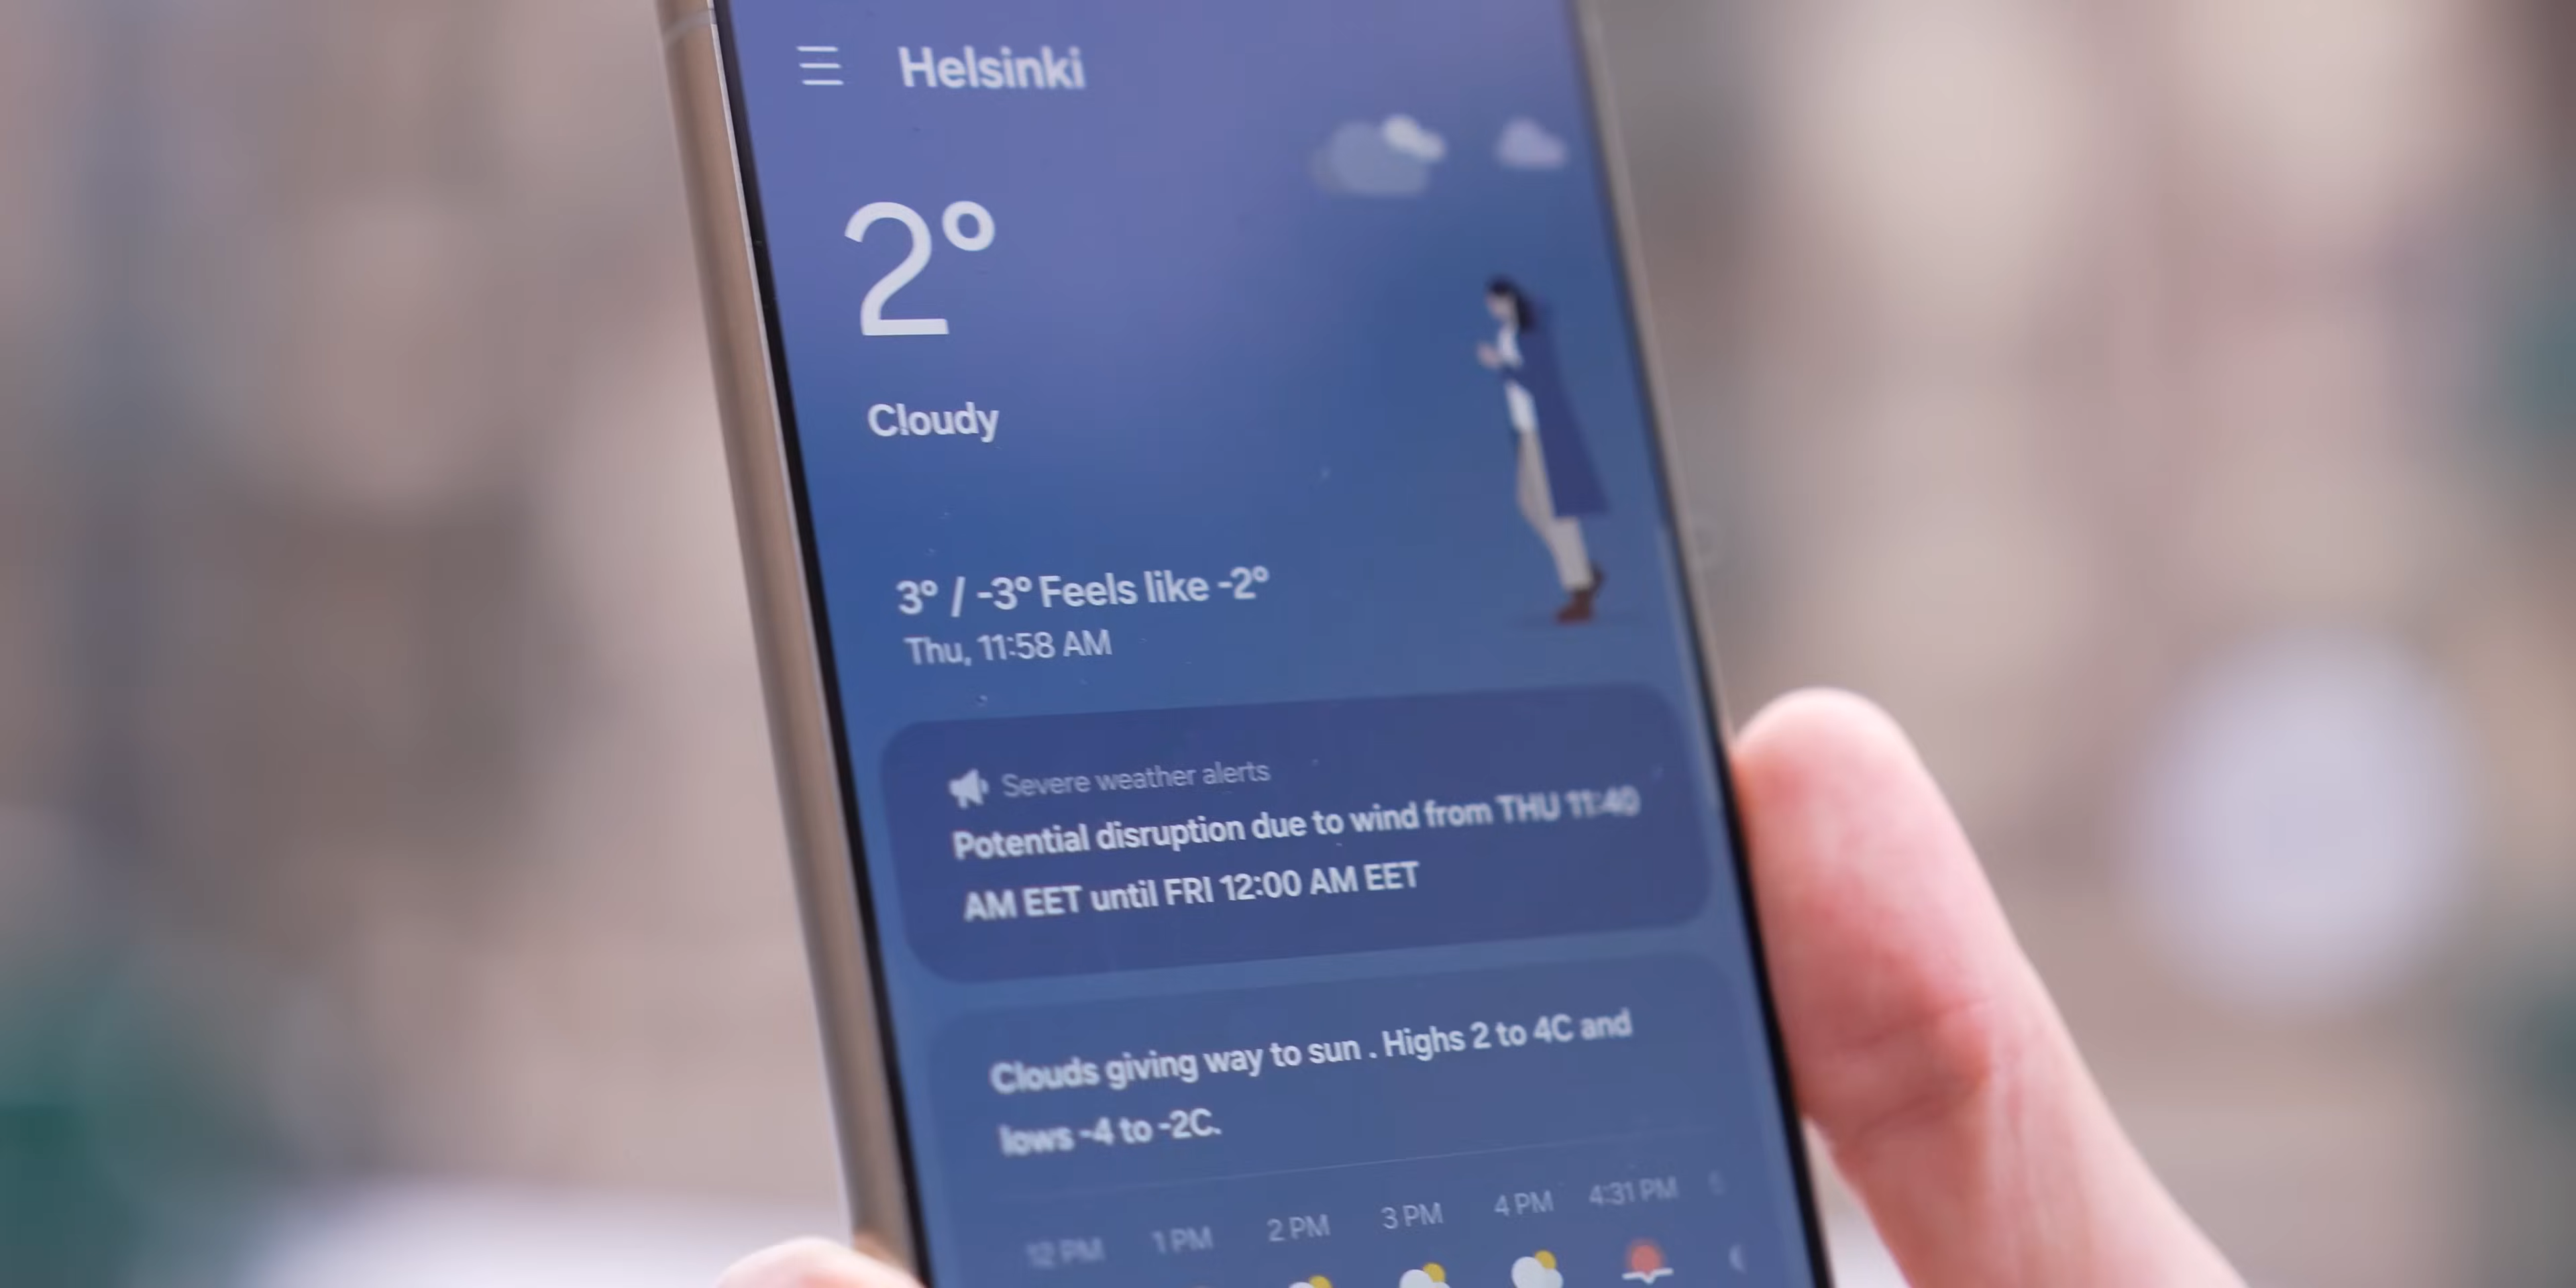 Helsinki
2°
Cloudy
3° / -3° Feels like -2°
Thu, 11:58 AM
Severe weather alerts
Potential disruption due to wind from THU 11:40
AM EET until FRI 12:00 AM EET
Clouds giving way to sun . Highs 2 to 4C and
lows -4 to -2C.
12 PM 1 PM 2 PM 3 PM 4 PM 4:31 PM